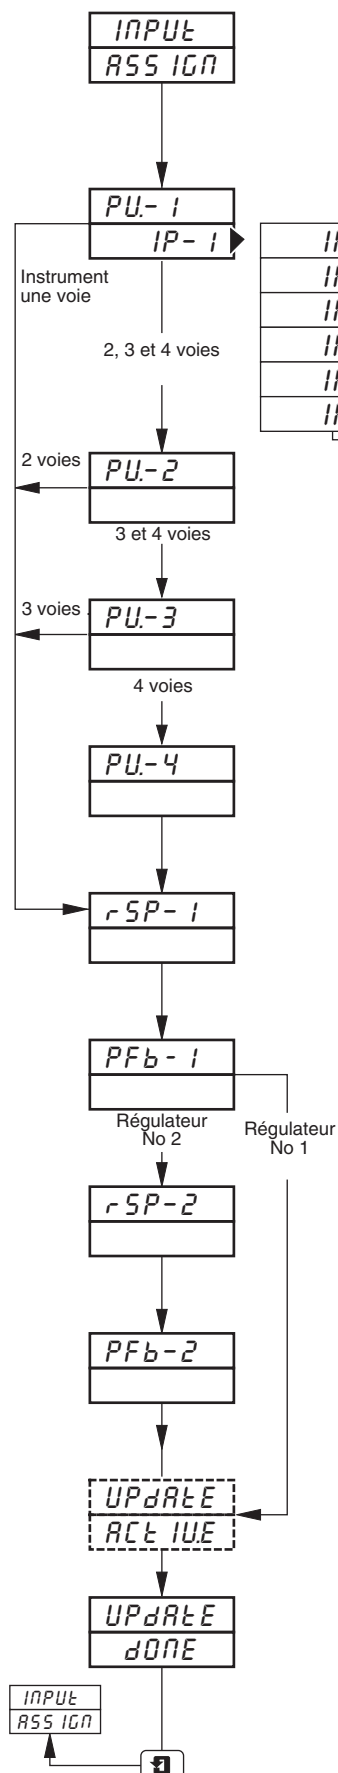 INPUt
ASSIGN
PV.-1
IP-1
Instrument
une voie
2, 3 et 4 voies
2 voies
PV.-2
3 et 4 voies
3 voies
PV.-3
4 voies
PV.-4
rSP-1
PFb-1
Régulateur
No 2
Régulateur
No 1
rSP-2
PFb-2
UPdAtE
ACtIV.E
UPdAtE
dONE
INPUt
ASSIGN